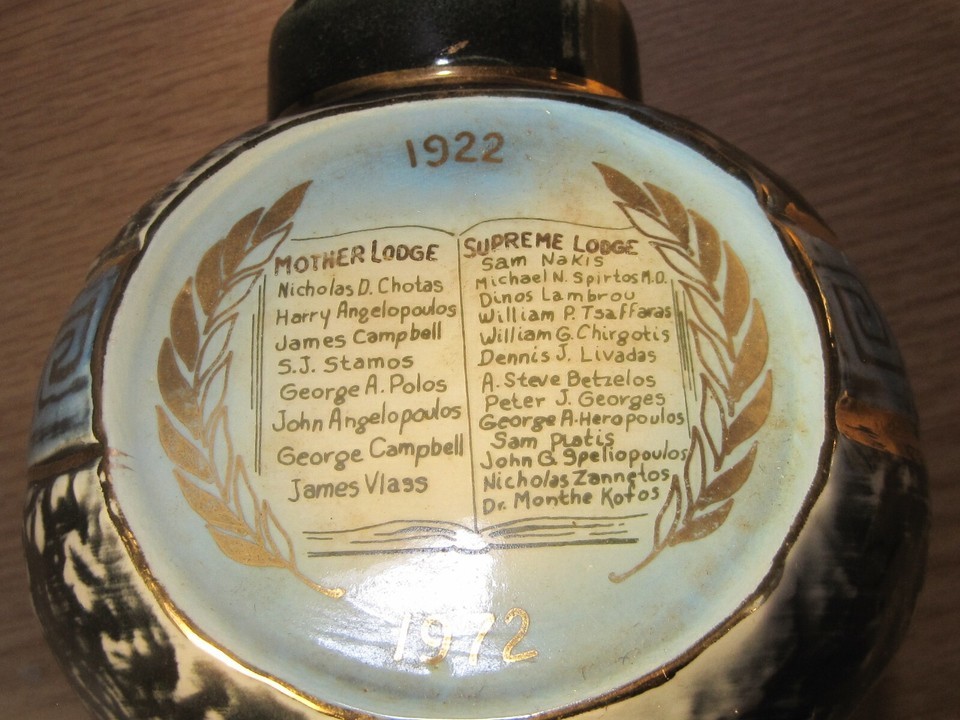 1922
MOTHER LODGE
Nicholas D. Chotas
Harry Angelopoulos
James Campbell
S.J. Stamos
George A. Polos
John Angelopoulos
George Campbell
James Vlass
SUPREME LODGE
Sam Nakis
Michael N. Spirtos M.D.
Dinos Lambrou
William P. Tsaffaras
William G. Chirgotis
Dennis J. Livadas
A. Steve Betzelos
Peter J. Georges
George A. Heropoulos
Sam Platis
John G. Speliopoulos
Nicholas Zannetos
Dr. Monthe Kofos
1972